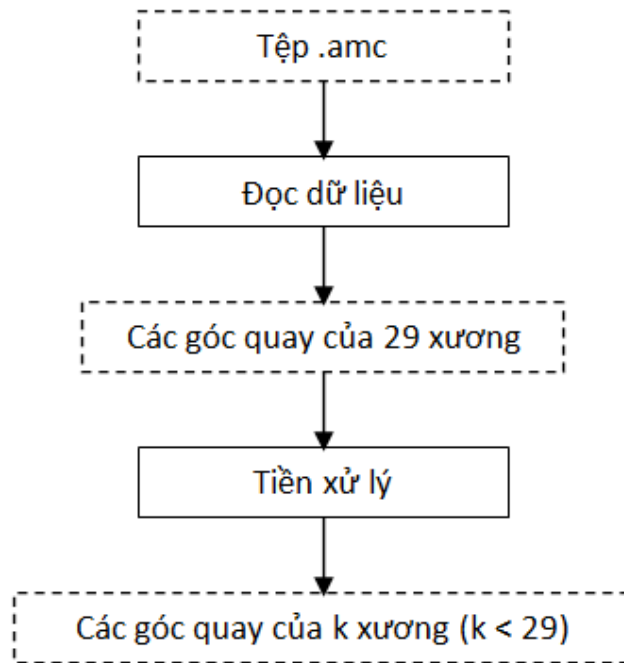 Tệp .amc
Đọc dữ liệu
Các góc quay của 29 xương
Tiền xử lý
Các góc quay của k xương (k < 29)